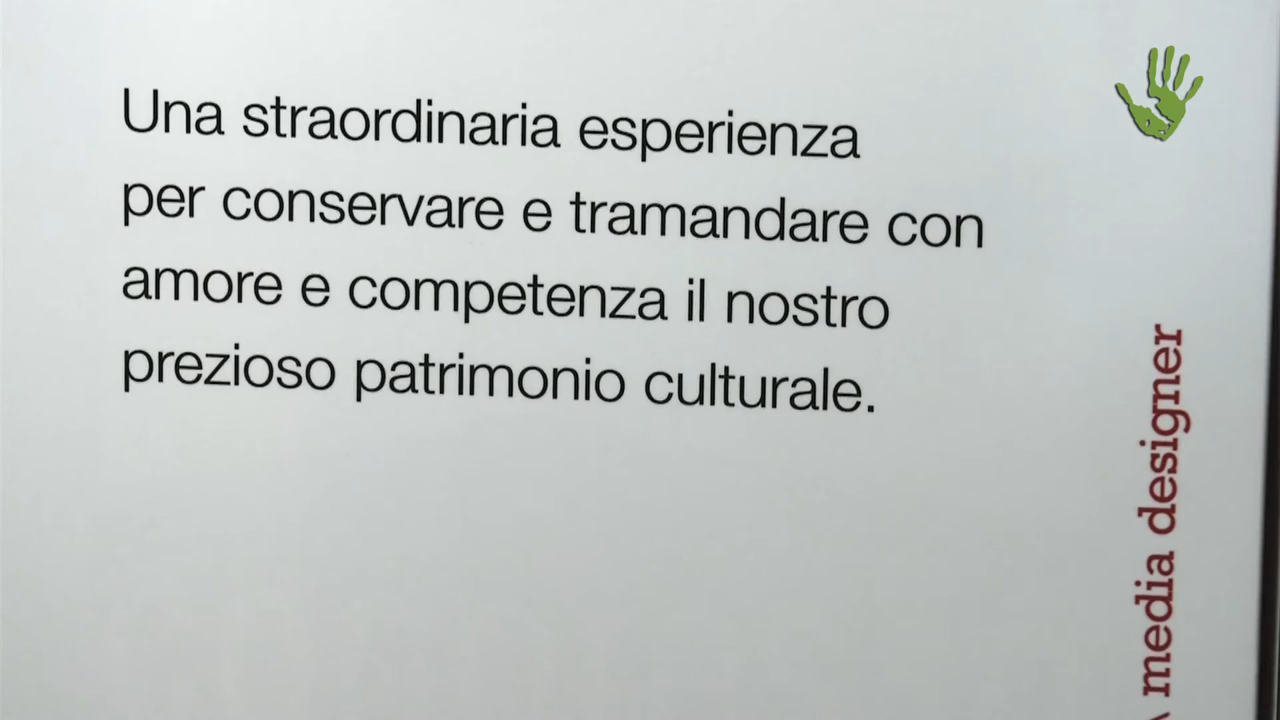 Una straordinaria esperienza
per conservare e tramandare con
amore e competenza il nostro
prezioso patrimonio culturale.
media designer